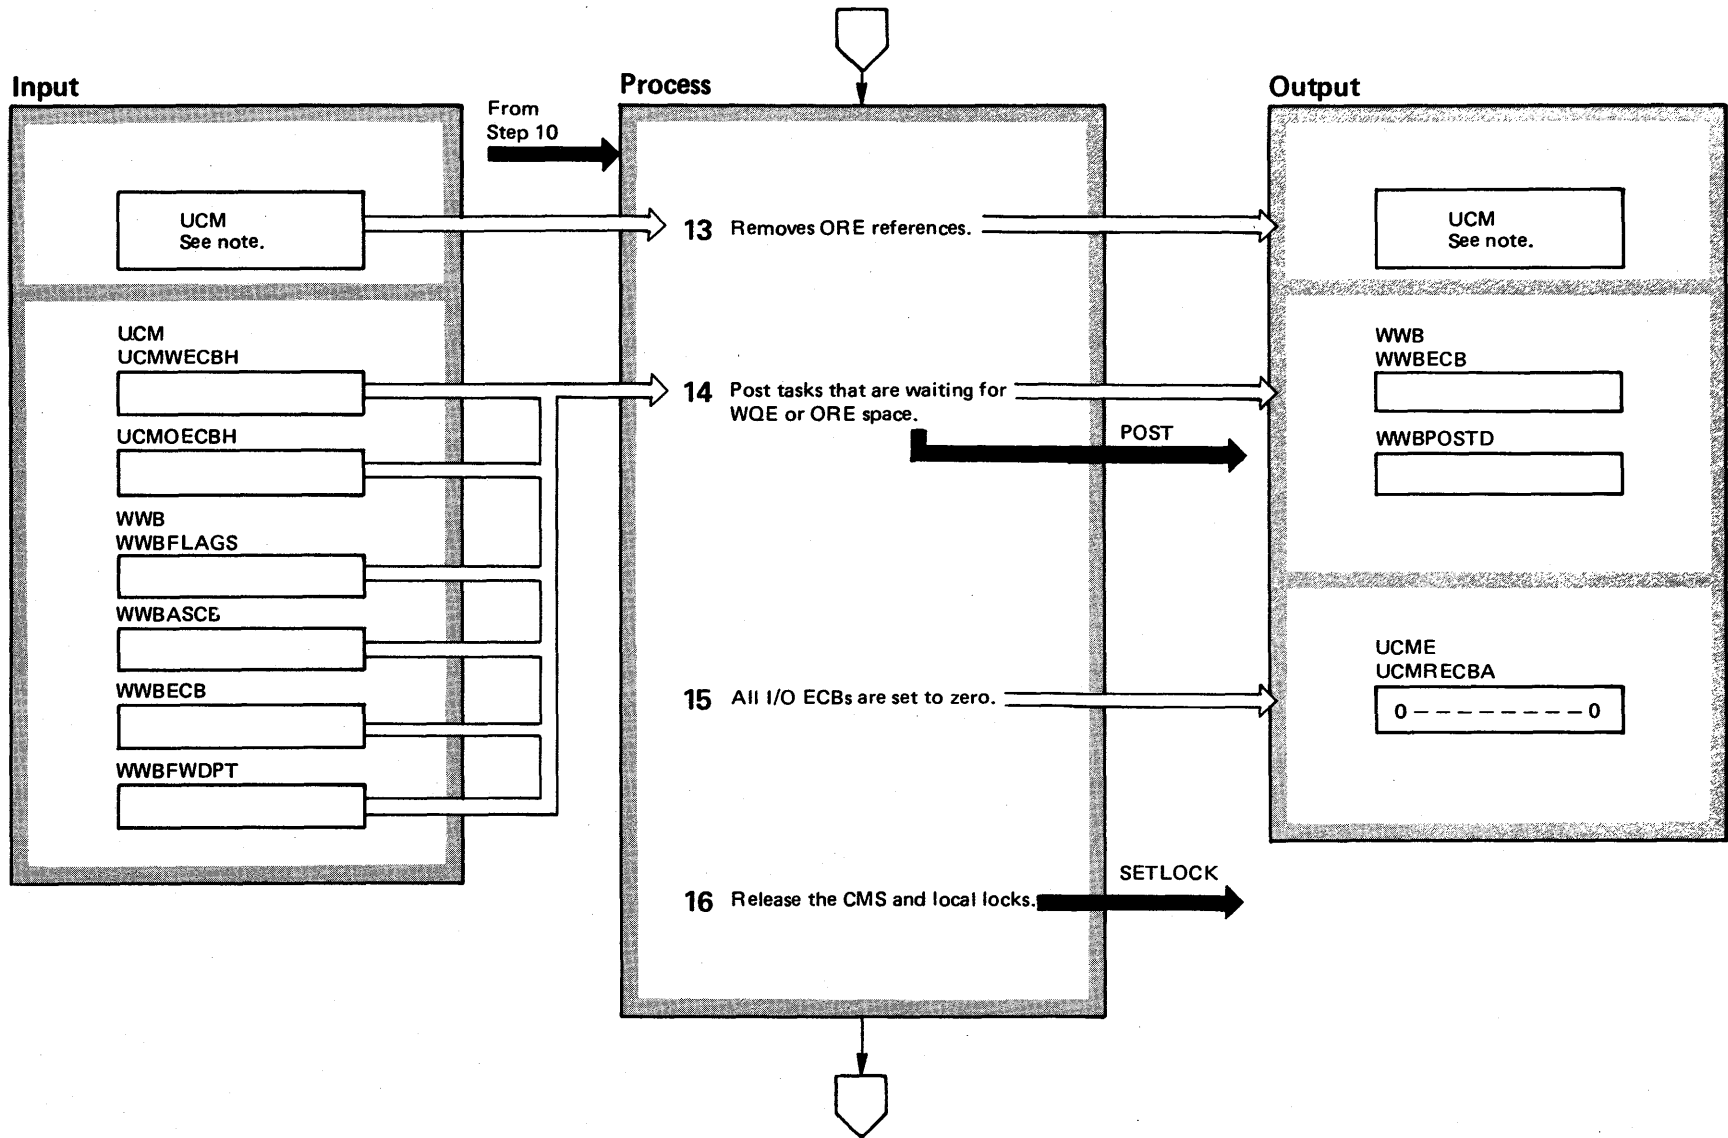 Input
UCM
See note.
UCM
UCMWECBH
UCMOECBH
WWB
WWBFLAGS
WWBASCB
WWBECB
WWBFWDPT
From
Step 10
Process
13 Removes ORE references.
14 Post tasks that are waiting for
WQE or ORE space.
POST
15 All I/O ECBs are set to zero.
16 Release the CMS and local locks.
SETLOCK
Output
UCM
See note.
WWB
WWBECB
WWBPOSTD
UCME
UCMRECBA
0 – – – – – – – – 0